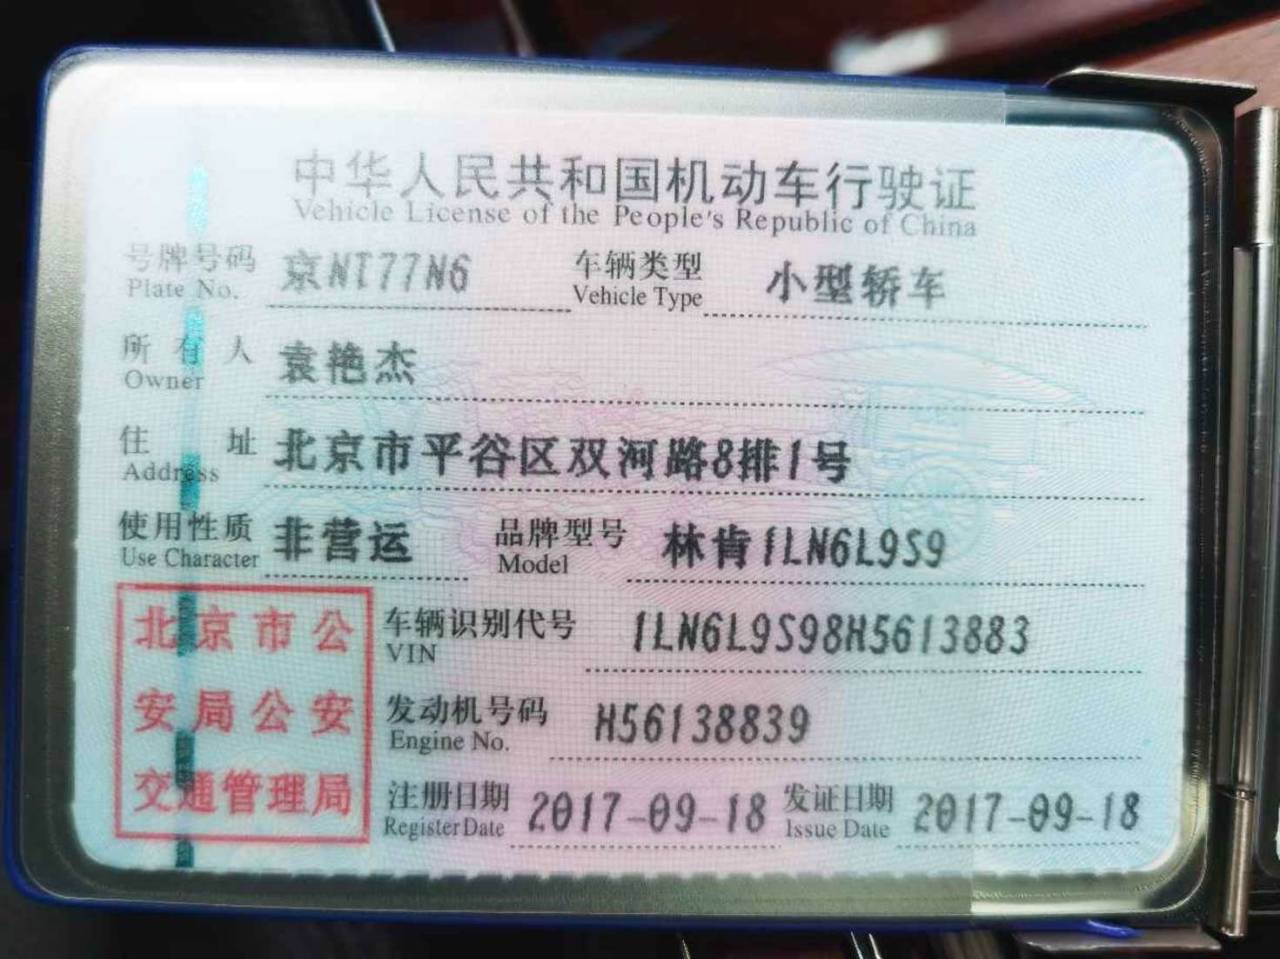 中华人民共和国机动车行驶证
Vehicle License of the People's Republic of China
号牌号码 京NT77N6 车辆类型 小型轿车
Plate No. Vehicle Type
所有人 袁艳杰
Owner
住址 北京市平谷区双河路8排1号
Address
使用性质 非营运 品牌型号 林肯1LN6L9S9
Use Character Model
北京市公
安局公安
交通管理局
车辆识别代号 1LN6L9S98H5613883
VIN
发动机号码 H56138839
Engine No.
注册日期 2017-09-18 发证日期 2017-09-18
Register Date Issue Date